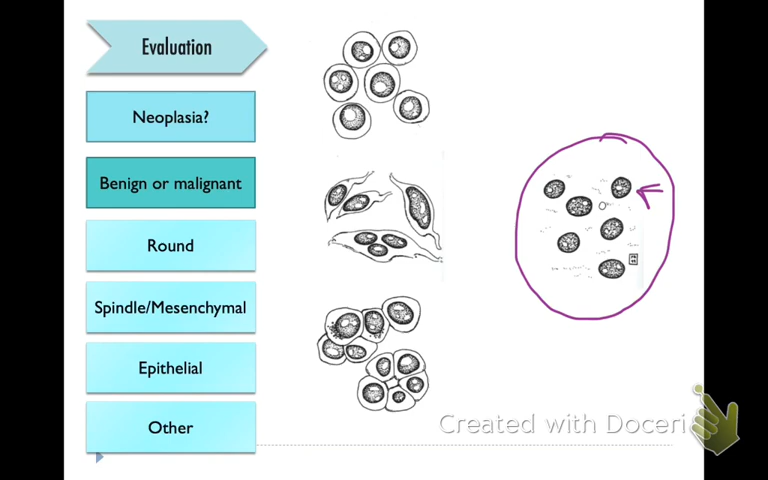 Evaluation
Neoplasia?
Benign or malignant
Round
Spindle/Mesenchymal
Epithelial
Other
Created with Doceri